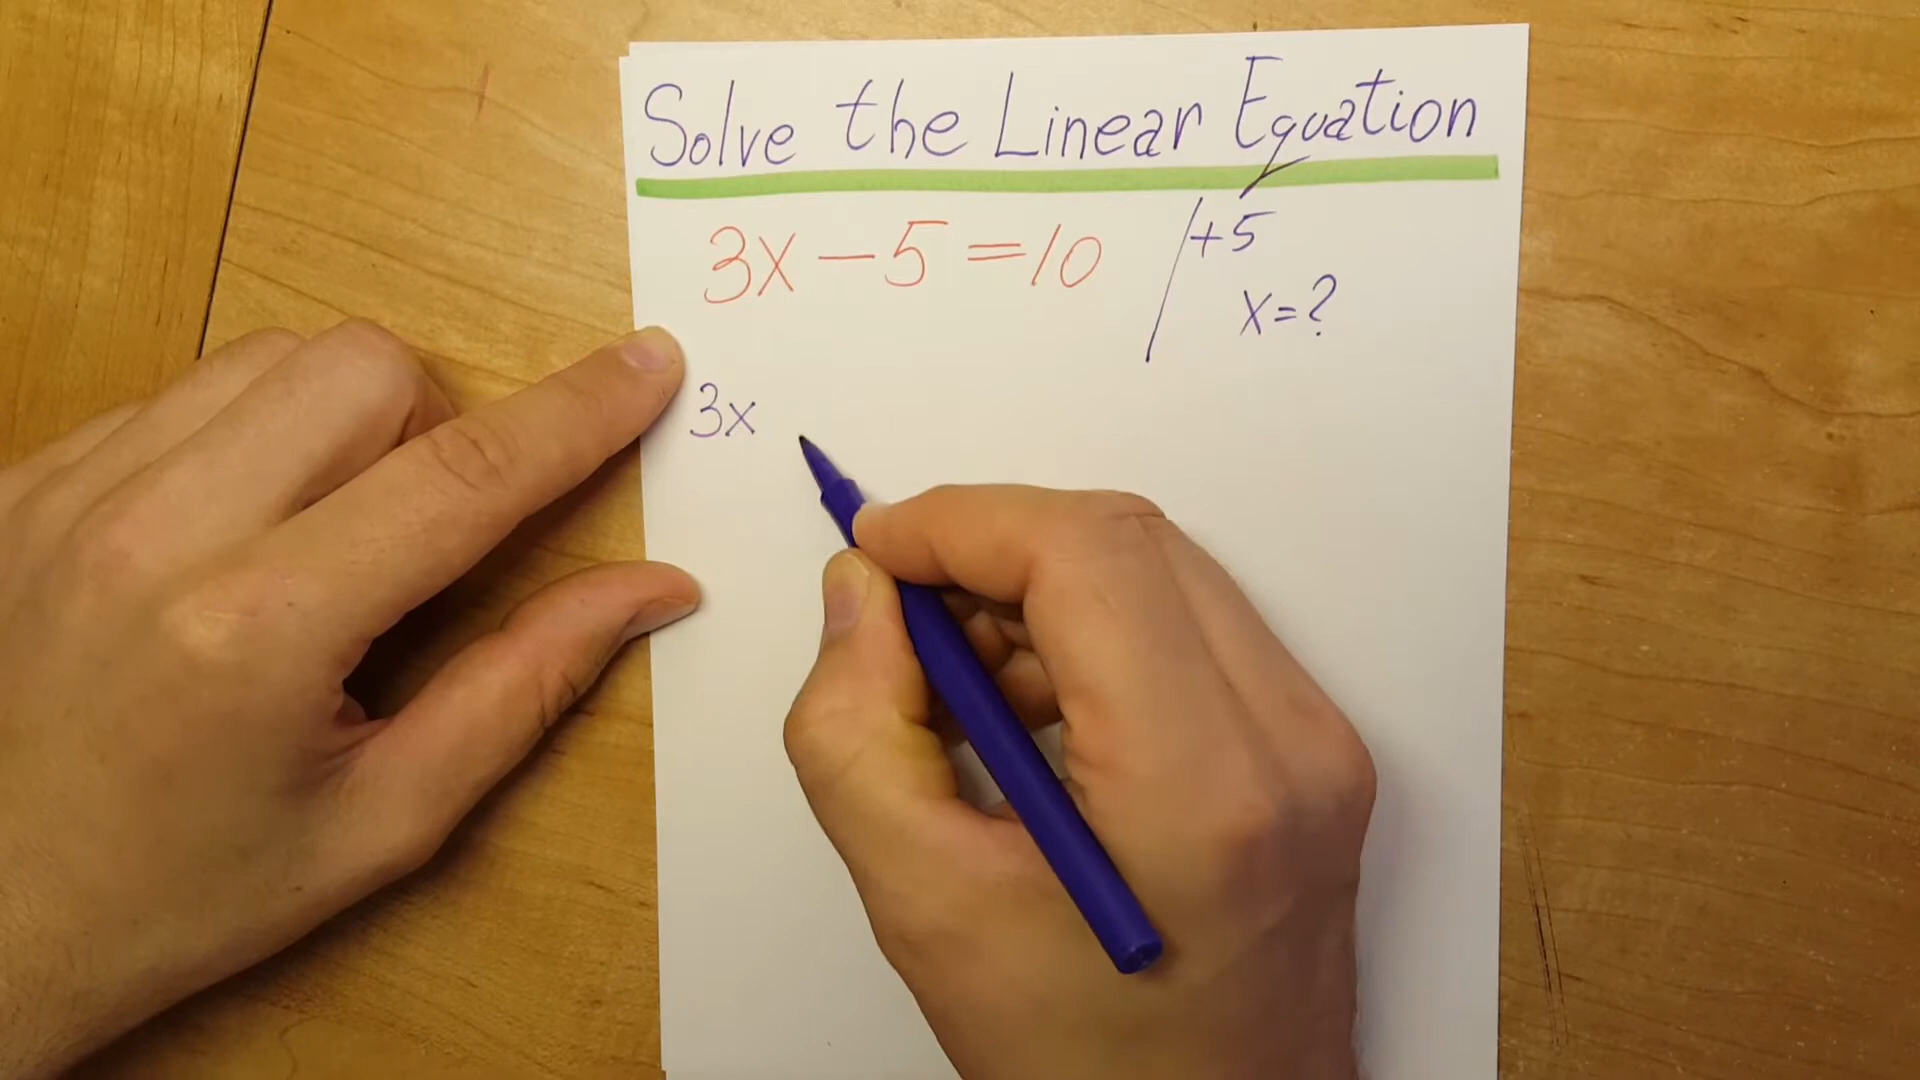 Solve the Linear Equation
3x - 5 = 10 / +5
x = ?
3x